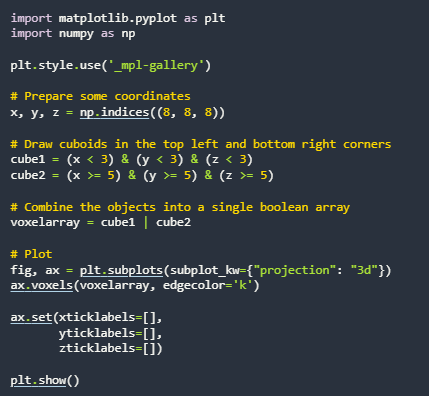 import matplotlib.pyplot as plt
import numpy as np
plt.style.use('_mpl-gallery')
# Prepare some coordinates
x, y, z = np.indices((8, 8, 8))
# Draw cuboids in the top left and bottom right corners
cube1 = (x < 3) & (y < 3) & (z < 3)
cube2 = (x >= 5) & (y >= 5) & (z >= 5)
# Combine the objects into a single boolean array
voxelarray = cube1 | cube2
# Plot
fig, ax = plt.subplots(subplot_kw={"projection": "3d"})
ax.voxels(voxelarray, edgecolor='k')
ax.set(xticklabels=[],
       yticklabels=[],
       zticklabels=[])
plt.show()